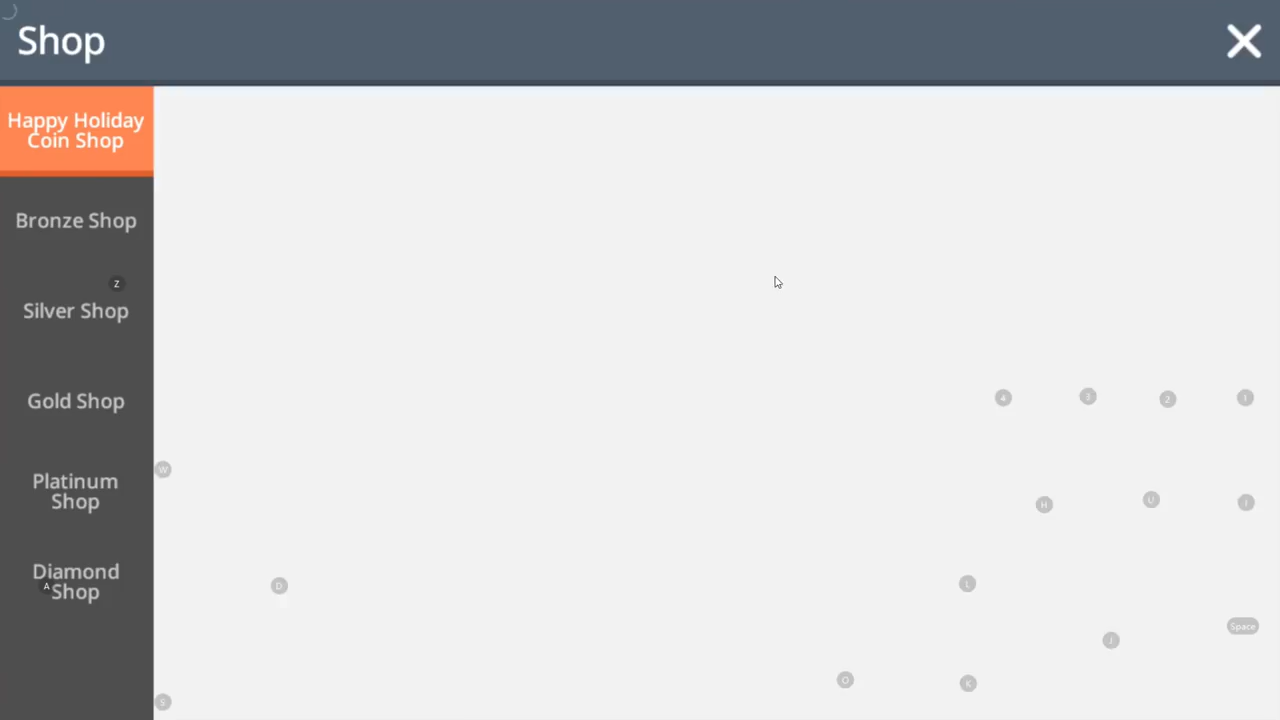 Shop
Happy Holiday
Coin Shop
Bronze Shop
Z
Silver Shop
Gold Shop
4 3 2 1
W
Platinum
Shop
H U I
Diamond
Shop
A
D
L
Space
J
O
K
S